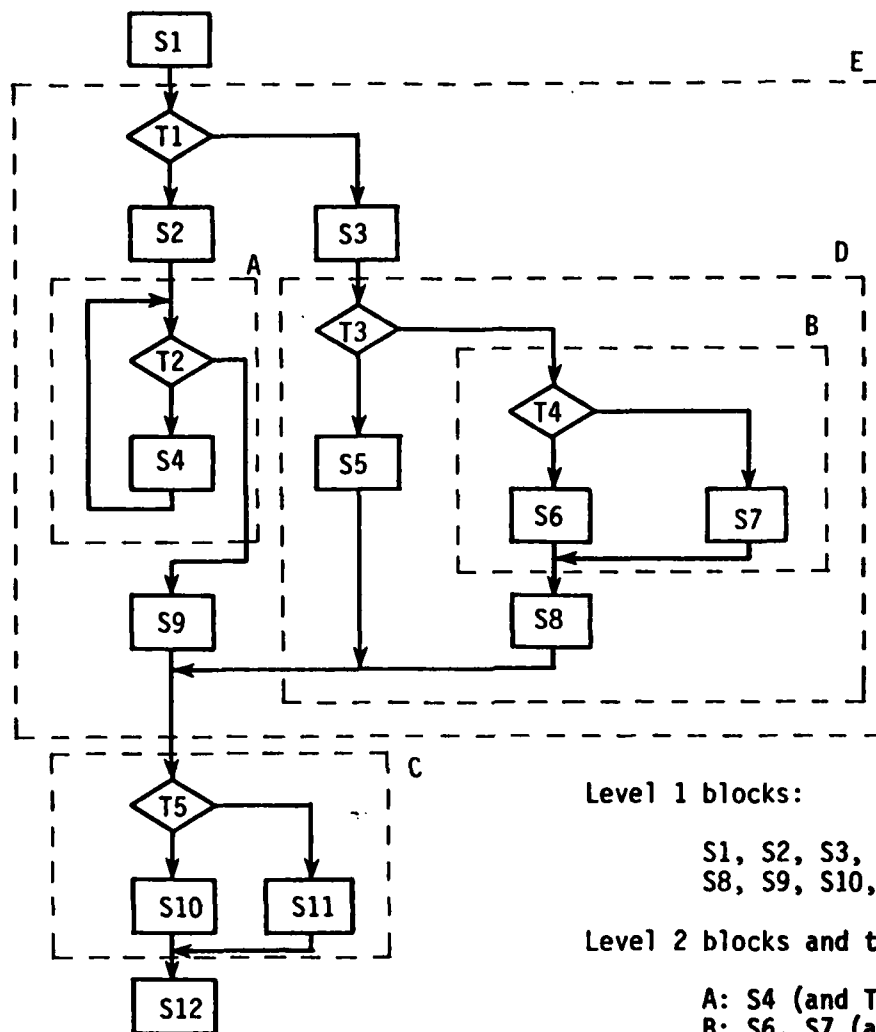 S1
E
T1
S2
S3
A
D
T2
T3
B
T4
S4
S5
S6
S7
S9
S8
C
T5
S10
S11
S12
Level 1 blocks:
S1, S2, S3,
S8, S9, S10,
Level 2 blocks and t
A: S4 (and T
B: S6, S7 (a